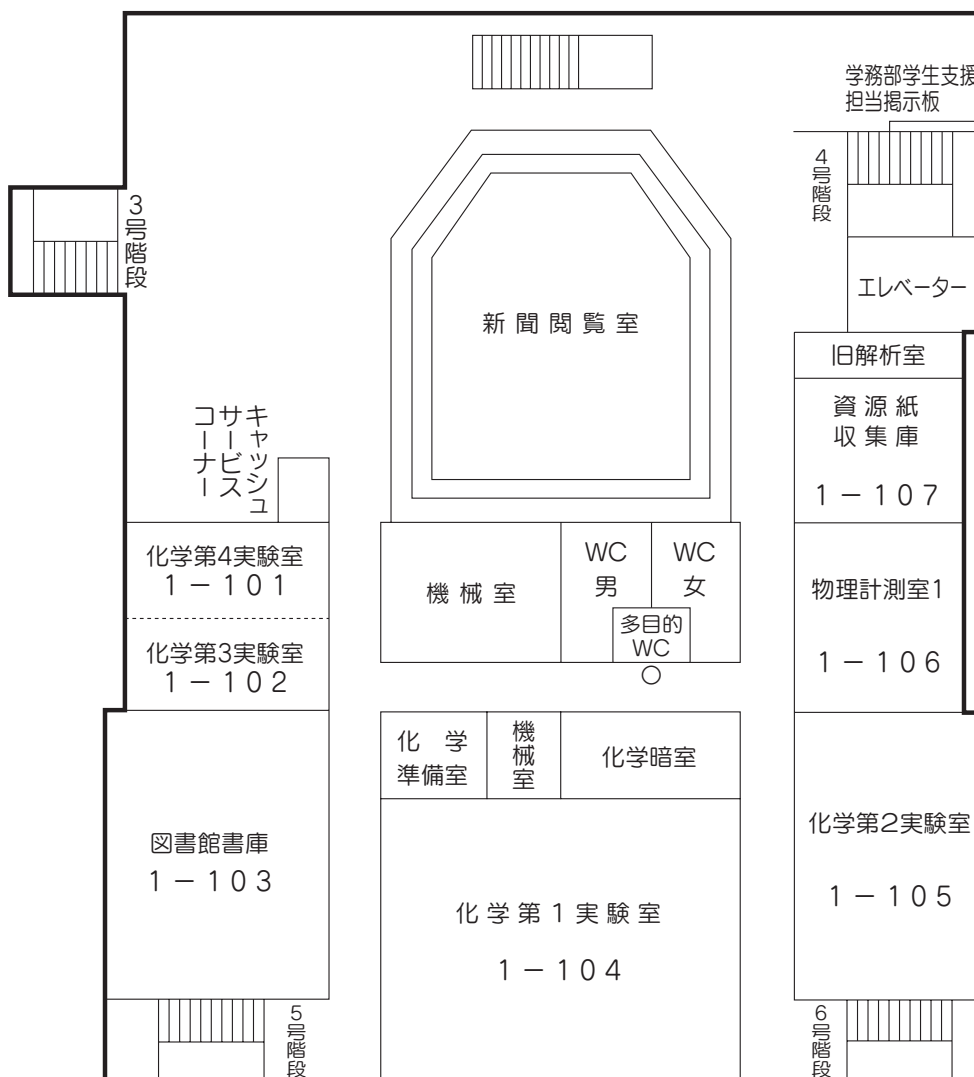 学務部学生支援
担当掲示板
4号階段
3号階段
エレベーター
新聞閲覧室
旧解析室
資源紙
収集庫
1－107
キャッシュ
サービス
コーナー
化学第4実験室
1－101
機械室
WC
男
WC
女
物理計測室1
1－106
多目的
WC
化学第3実験室
1－102
化学
準備室
機械室
化学暗室
図書館書庫
1－103
化学第2実験室
1－105
化学第1実験室
1－104
5号階段
6号階段